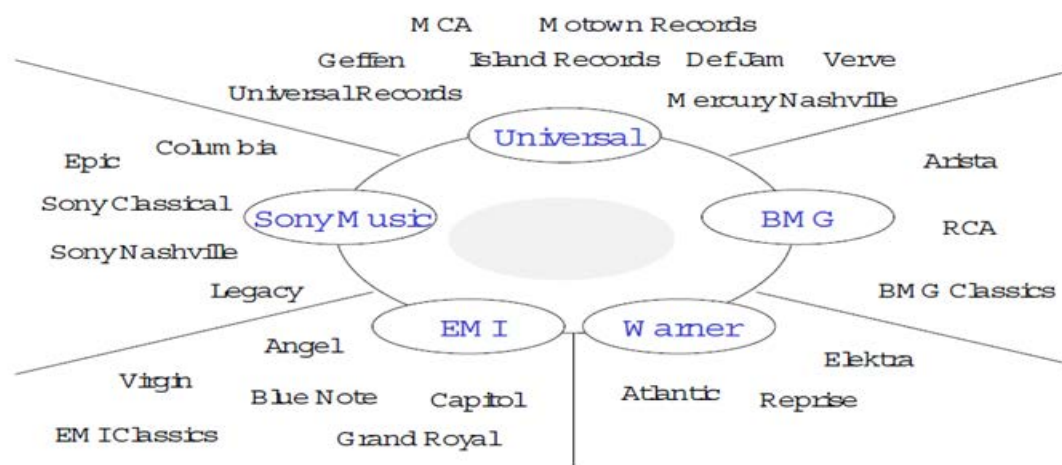 MCA Motown Records
Geffen Island Records Def Jam Verve
Universal Records Mercury Nashville
Universal
Epic Columbia
Sony Classical
Sony Nashville
Legacy
Sony Music
Arista
RCA
BMG Classics
BMG
EMI
Angel
Virgin
Blue Note Capitol
EMI Classics
Grand Royal
Warner
Elektra
Atlantic Reprise